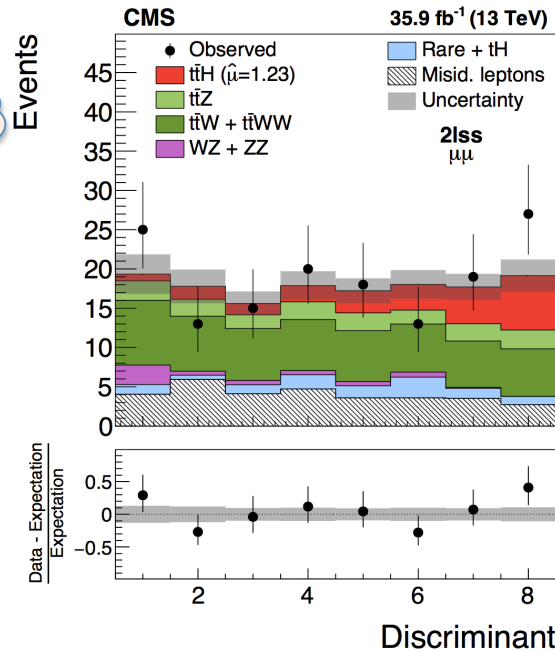 CMS 35.9 fb⁻¹ (13 TeV)
Events
Observed
tt̄H (μ̂=1.23)
tt̄Z
tt̄W + tt̄WW
WZ + ZZ
Rare + tH
Misid. leptons
Uncertainty
2lss
μμ
45
40
35
30
25
20
15
10
5
0
Data - Expectation
Expectation
0.5
0
−0.5
2 4 6 8
Discriminant